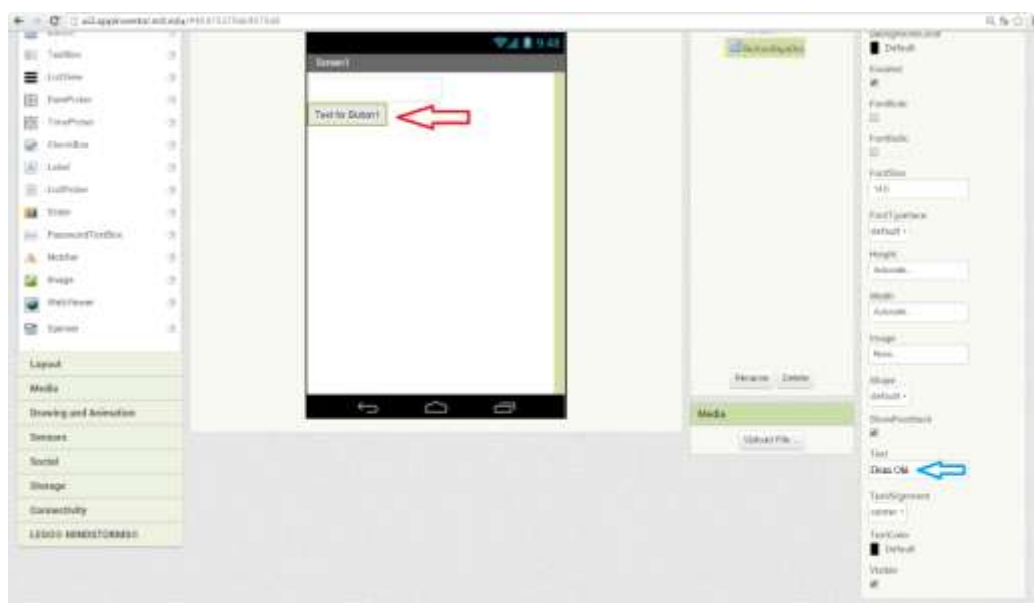 TextBox
ListView
DatePicker
TimePicker
CheckBox
Label
ListPicker
Slider
PasswordTextBox
Notifier
Image
WebViewer
Spinner
Layout
Media
Drawing and Animation
Sensors
Social
Storage
Connectivity
LEGO® MINDSTORMS®
9:48
Screen1
Text for Button1
Rename Delete
Media
Upload File ...
BackgroundColor
Default
Enabled
FontBold
FontItalic
FontSize
14.0
FontTypeface
default
Height
Automatic...
Width
Automatic...
Image
None...
Shape
default
ShowFeedback
Text
TextAlignment
center
TextColor
Default
Visible